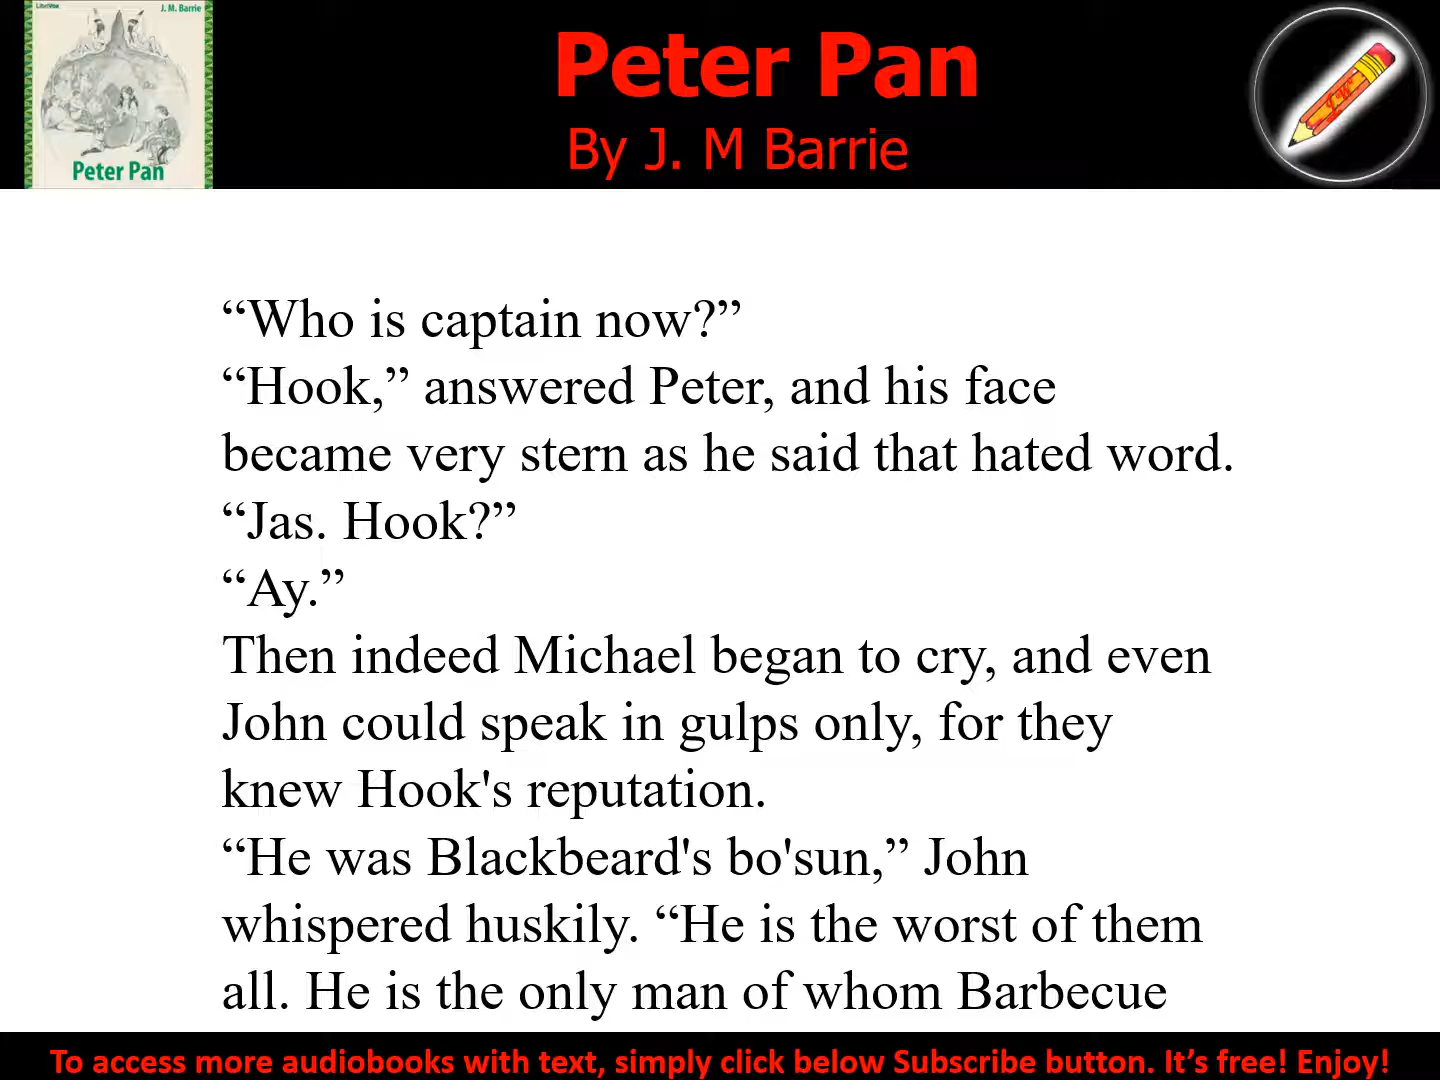 LibriVox
J. M. Barrie
Peter Pan
Peter Pan
By J. M Barrie
“Who is captain now?”
“Hook,” answered Peter, and his face
became very stern as he said that hated word.
“Jas. Hook?”
“Ay.”
Then indeed Michael began to cry, and even
John could speak in gulps only, for they
knew Hook's reputation.
“He was Blackbeard's bo'sun,” John
whispered huskily. “He is the worst of them
all. He is the only man of whom Barbecue
To access more audiobooks with text, simply click below Subscribe button. It’s free! Enjoy!